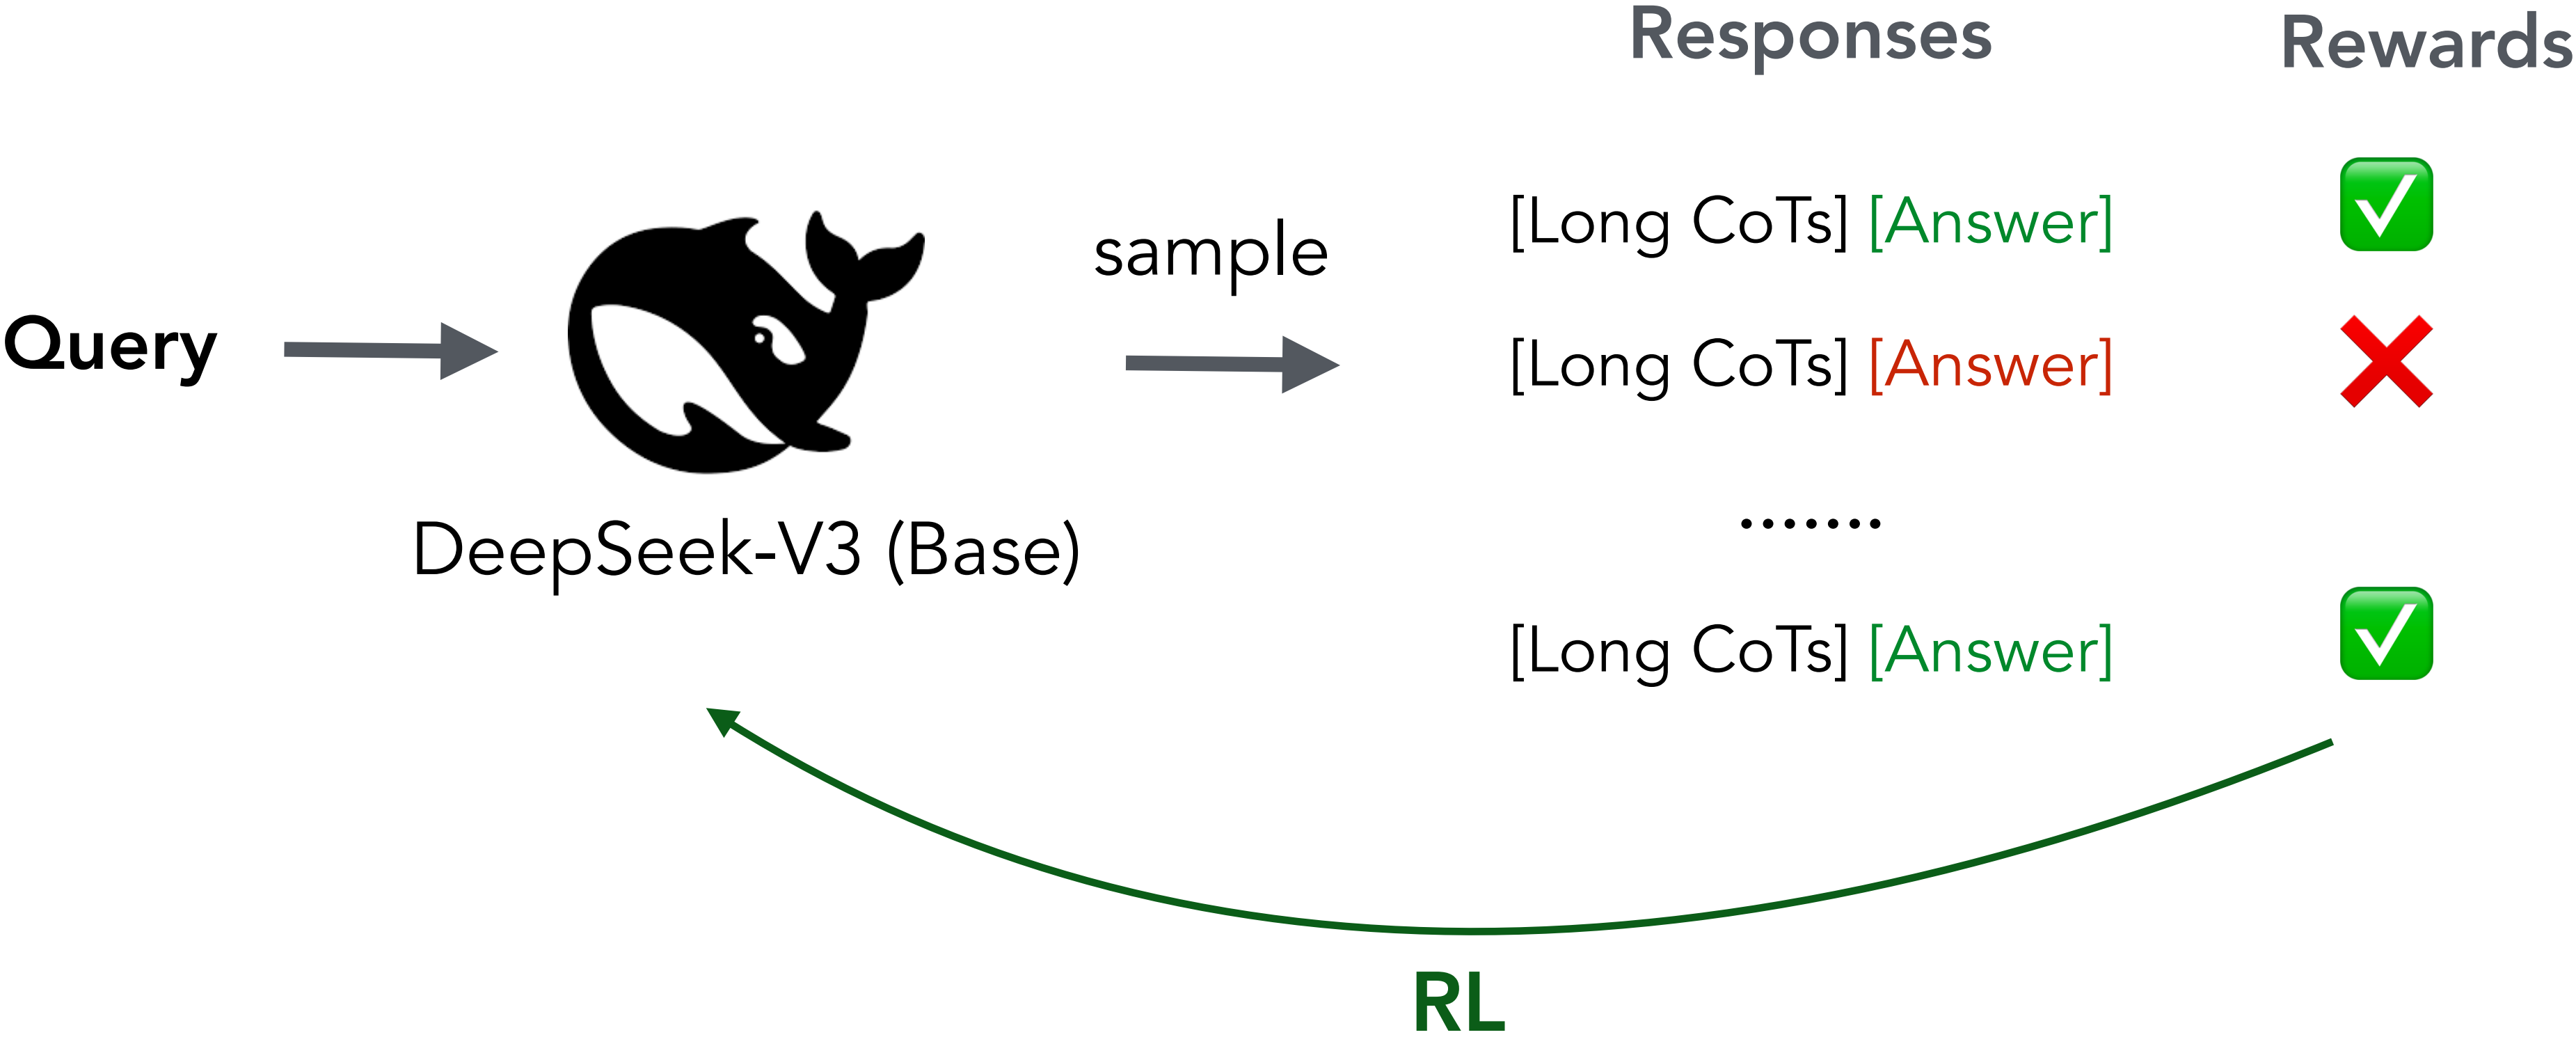 Responses
Rewards
Query
DeepSeek-V3 (Base)
sample
[Long CoTs] [Answer]
[Long CoTs] [Answer]
.......
[Long CoTs] [Answer]
RL